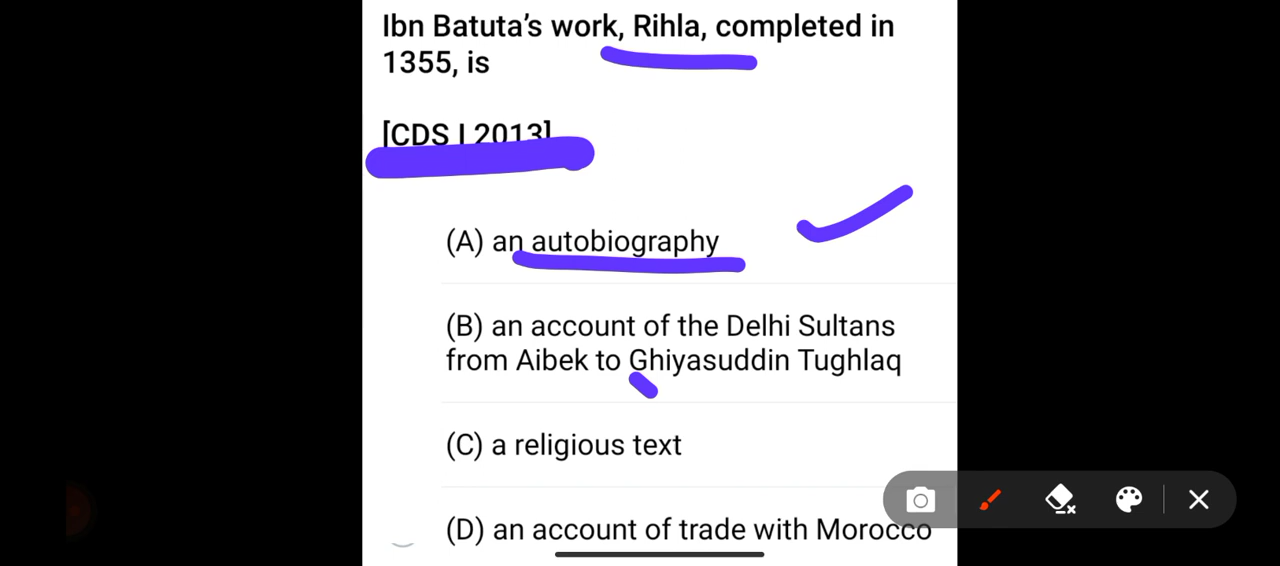 Ibn Batuta’s work, Rihla, completed in
1355, is
[CDS I 2013]
(A) an autobiography
(B) an account of the Delhi Sultans
from Aibek to Ghiyasuddin Tughlaq
(C) a religious text
(D) an account of trade with Morocco